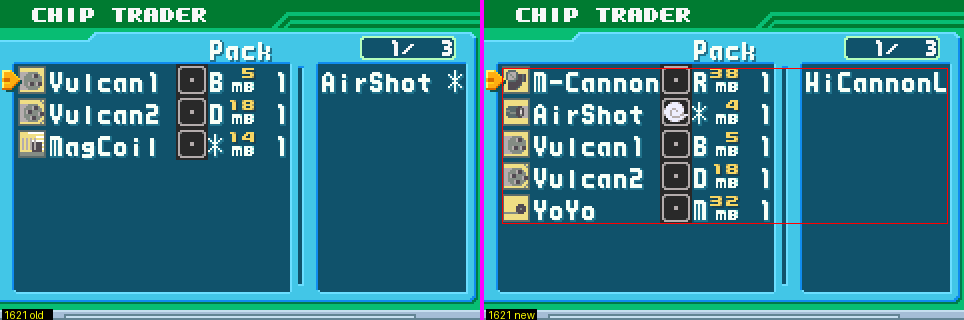 CHIP TRADER
Pack 1/ 3
Vulcan1 B 5 mB 1 AirShot *
Vulcan2 D 18 mB 1
MagCoil * 14 mB 1
1621 old
CHIP TRADER
Pack 1/ 3
M-Cannon R 38 mB 1 HiCannonL
AirShot * 4 mB 1
Vulcan1 B 5 mB 1
Vulcan2 D 18 mB 1
YoYo M 32 mB 1
1621 new